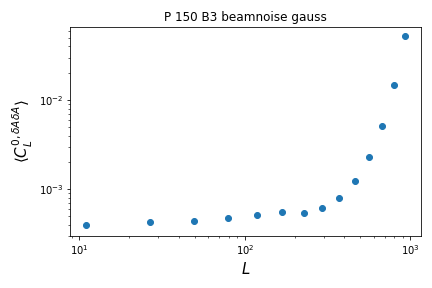 P 150 B3 beamnoise gauss
⟨C_L^{0, δAδA}⟩
10^{-2}
10^{-3}
10^1 10^2 10^3
L